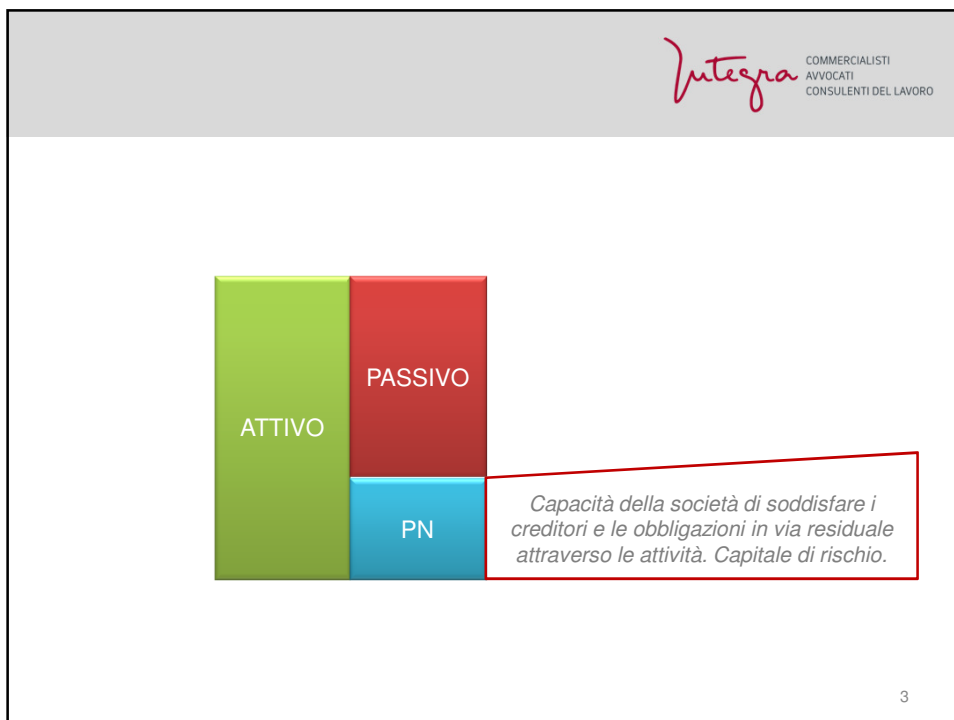 Integra
COMMERCIALISTI
AVVOCATI
CONSULENTI DEL LAVORO
ATTIVO
PASSIVO
PN
Capacità della società di soddisfare i
creditori e le obbligazioni in via residuale
attraverso le attività. Capitale di rischio.
3